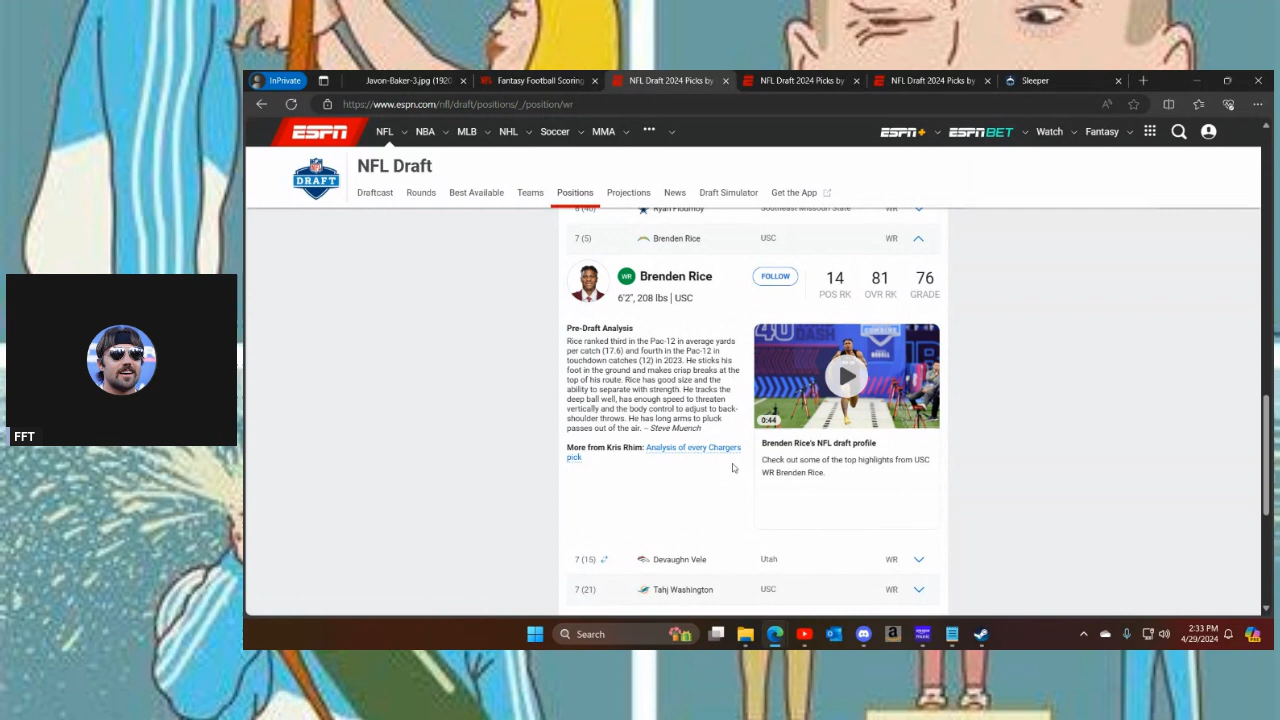 InPrivate
Javon-Baker-3.jpg (1920
Fantasy Football Scoring
NFL Draft 2024 Picks by
NFL Draft 2024 Picks by
NFL Draft 2024 Picks by
Sleeper
https://www.espn.com/nfl/draft/positions/_/position/wr
ESPN NFL NBA MLB NHL Soccer MMA ••• ESPN+ ESPN BET Watch Fantasy
NFL Draft
DRAFT
Draftcast Rounds Best Available Teams Positions Projections News Draft Simulator Get the App
Ryan Flournoy Southeast Missouri State
7 (5) Brenden Rice USC WR
WR Brenden Rice
6'2", 208 lbs | USC
FOLLOW
14 81 76
POS RK OVR RK GRADE
Pre-Draft Analysis
Rice ranked third in the Pac-12 in average yards
per catch (17.6) and fourth in the Pac-12 in
touchdown catches (12) in 2023. He sticks his
foot in the ground and makes crisp breaks at the
top of his route. Rice has good size and the
ability to separate with strength. He tracks the
deep ball well, has enough speed to threaten
vertically and the body control to adjust to back-
shoulder throws. He has long arms to pluck
passes out of the air. -- Steve Muench
More from Kris Rhim: Analysis of every Chargers
pick
0:44
Brenden Rice's NFL draft profile
Check out some of the top highlights from USC
WR Brenden Rice.
7 (15) Devaughn Vele Utah WR
7 (21) Tahj Washington USC WR
FFT
Search
2:33 PM
4/29/2024